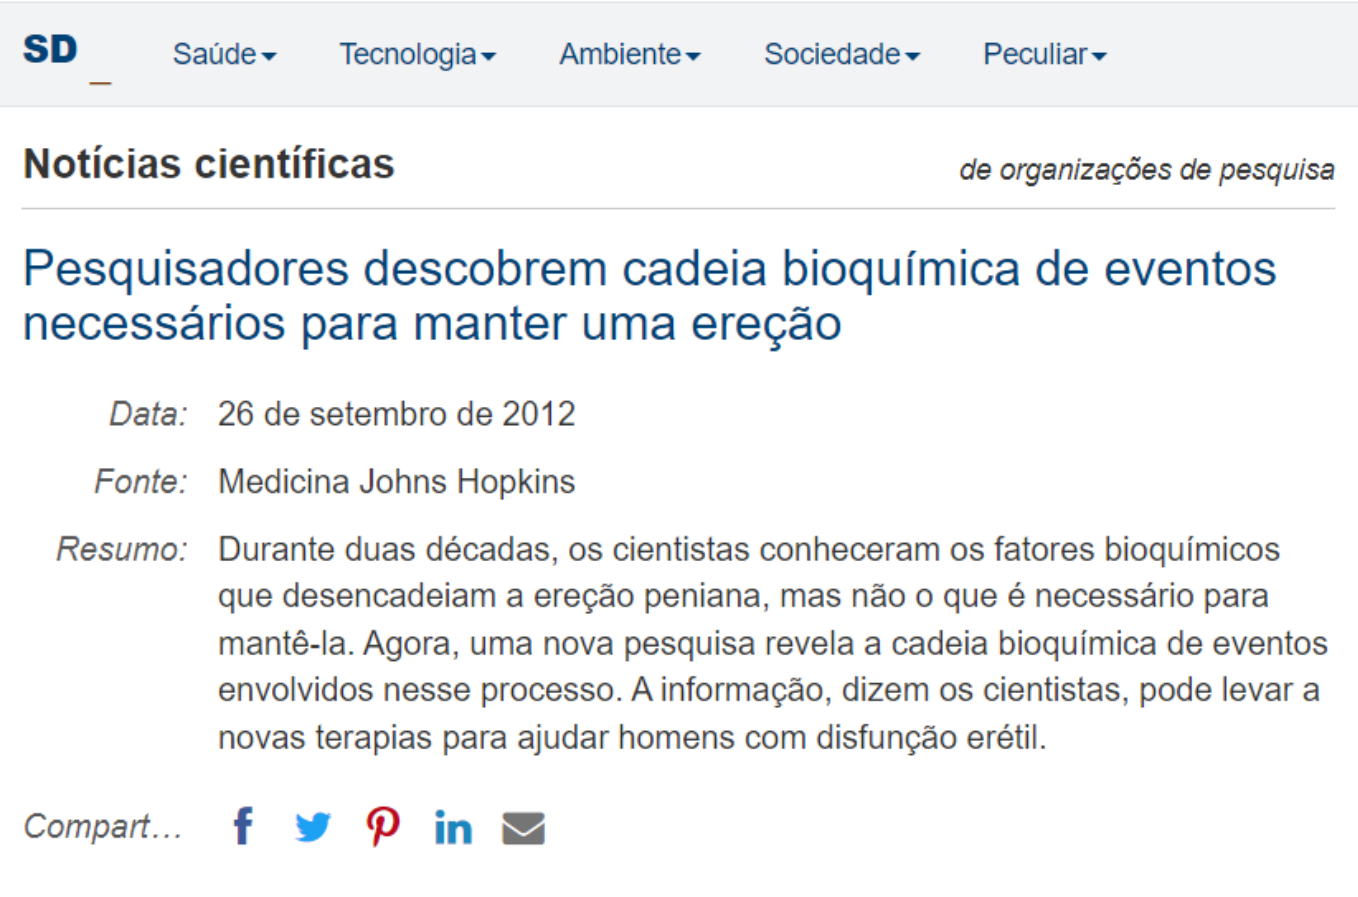 SD_
Saúde Tecnologia Ambiente Sociedade Peculiar
Notícias científicas
de organizações de pesquisa
Pesquisadores descobrem cadeia bioquímica de eventos
necessários para manter uma ereção
Data: 26 de setembro de 2012
Fonte: Medicina Johns Hopkins
Resumo: Durante duas décadas, os cientistas conheceram os fatores bioquímicos
que desencadeiam a ereção peniana, mas não o que é necessário para
mantê-la. Agora, uma nova pesquisa revela a cadeia bioquímica de eventos
envolvidos nesse processo. A informação, dizem os cientistas, pode levar a
novas terapias para ajudar homens com disfunção erétil.
Compart...